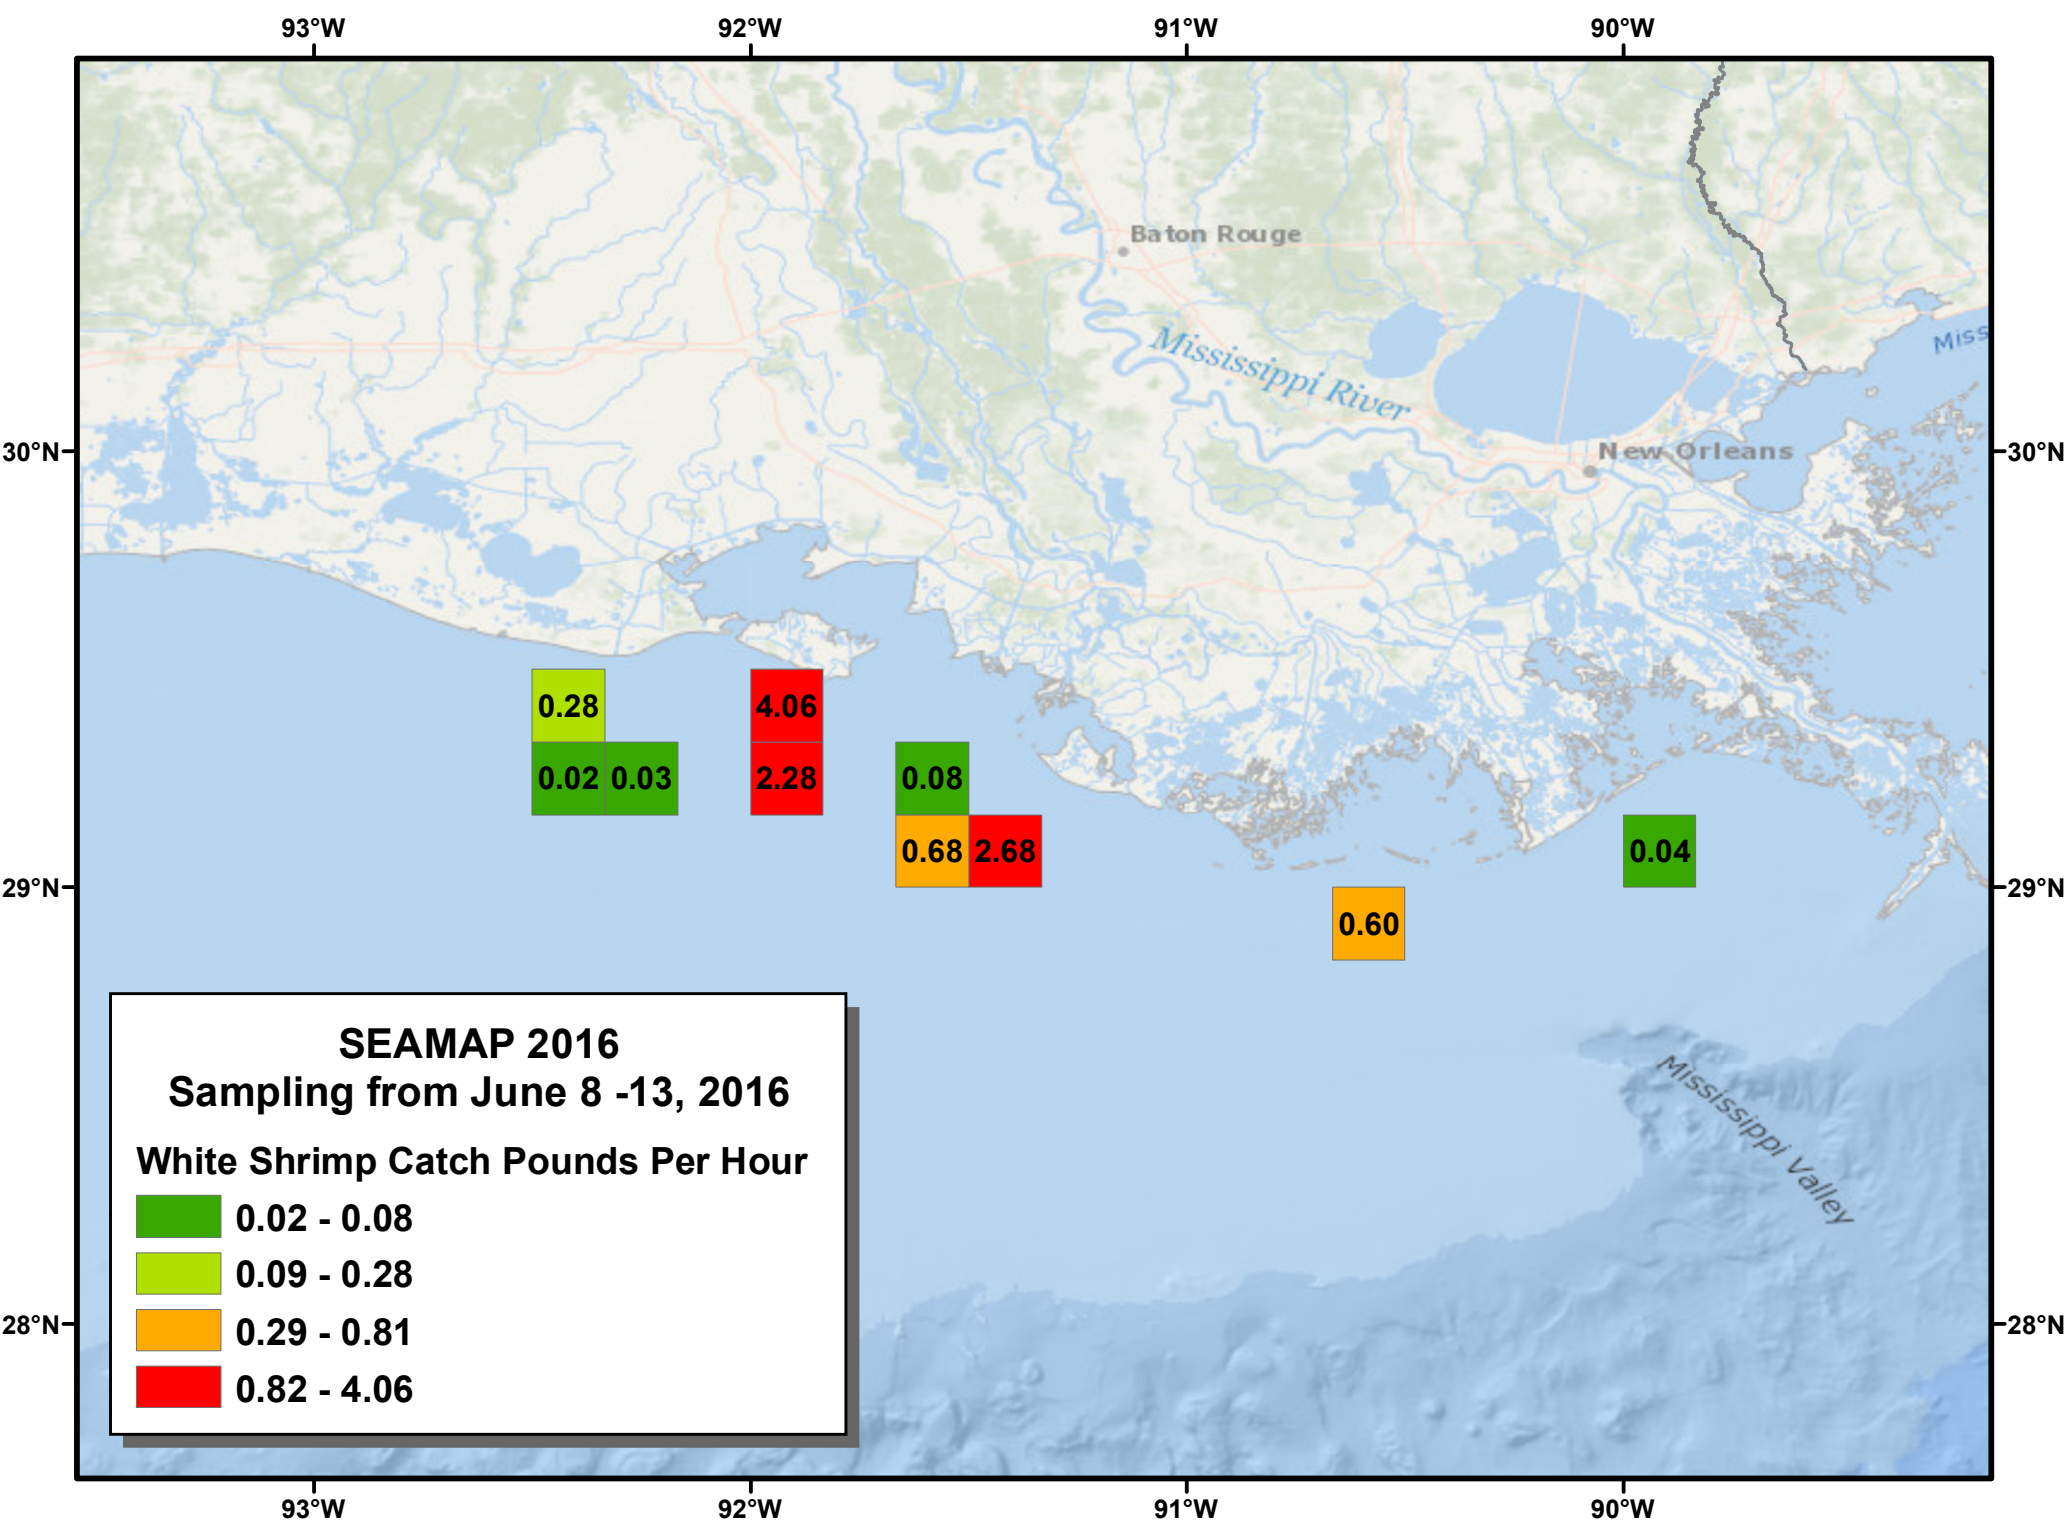 93°W 92°W 91°W 90°W
Baton Rouge
Mississippi River
Miss
30°N New Orleans 30°N
0.28 4.06
0.02 0.03 2.28 0.08
0.68 2.68 0.04
29°N 29°N
0.60
SEAMAP 2016
Sampling from June 8 -13, 2016
White Shrimp Catch Pounds Per Hour
0.02 - 0.08
0.09 - 0.28
0.29 - 0.81
0.82 - 4.06
Mississippi Valley
28°N 28°N
93°W 92°W 91°W 90°W